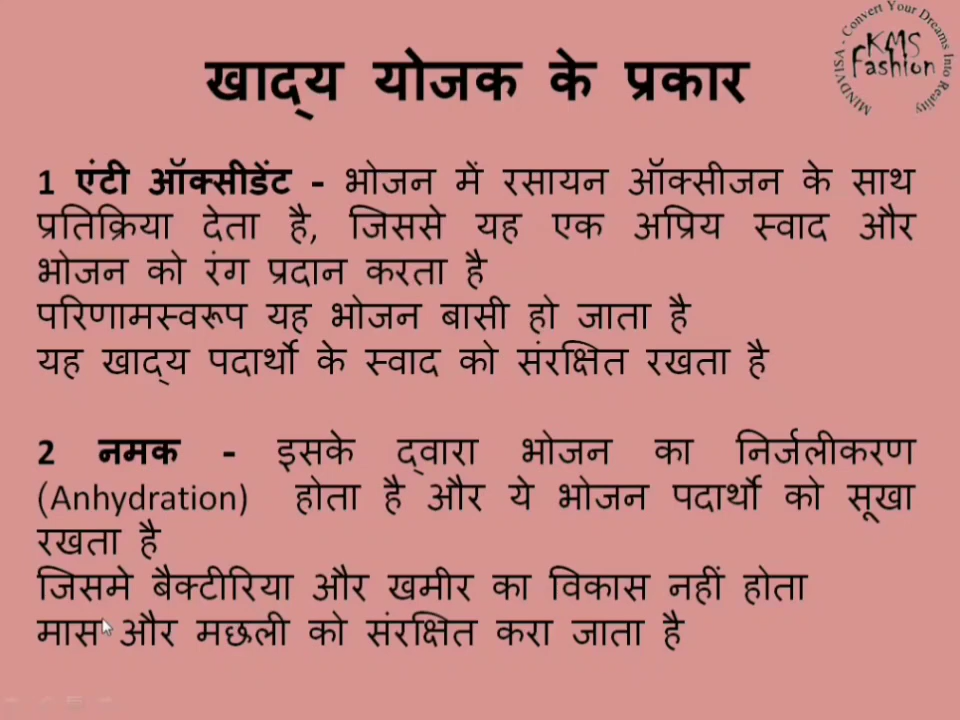 खाद्य योजक के प्रकार
MINDVISA - Convert Your Dreams Into Reality
KMS
Fashion
1 एंटी ऑक्सीडेंट - भोजन में रसायन ऑक्सीजन के साथ
प्रतिक्रिया देता है, जिससे यह एक अप्रिय स्वाद और
भोजन को रंग प्रदान करता है
परिणामस्वरूप यह भोजन बासी हो जाता है
यह खाद्य पदार्थो के स्वाद को संरक्षित रखता है
2 नमक - इसके द्वारा भोजन का निर्जलीकरण
(Anhydration) होता है और ये भोजन पदार्थो को सूखा
रखता है
जिसमे बैक्टीरिया और खमीर का विकास नहीं होता
मास और मछली को संरक्षित करा जाता है